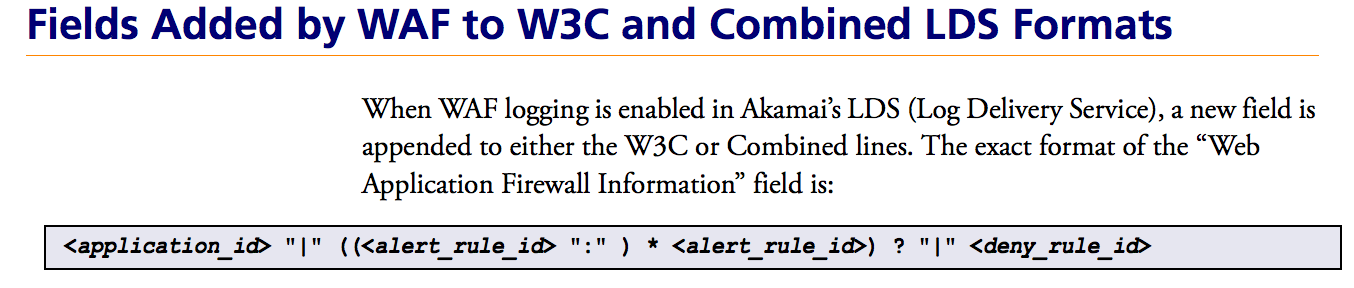 Fields Added by WAF to W3C and Combined LDS Formats
When WAF logging is enabled in Akamai’s LDS (Log Delivery Service), a new field is
appended to either the W3C or Combined lines. The exact format of the “Web
Application Firewall Information” field is:
<application_id> "|" ((<alert_rule_id> ":" ) * <alert_rule_id>) ? "|" <deny_rule_id>